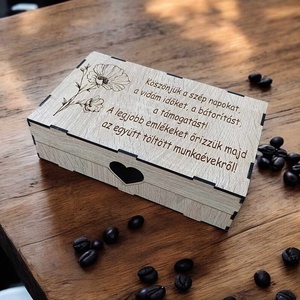 Köszönjük a szép napokat,
a vidám időket, a bátorítást,
a támogatást!
A legjobb emlékeket őrizzük majd
az együtt töltött munkaévekről!